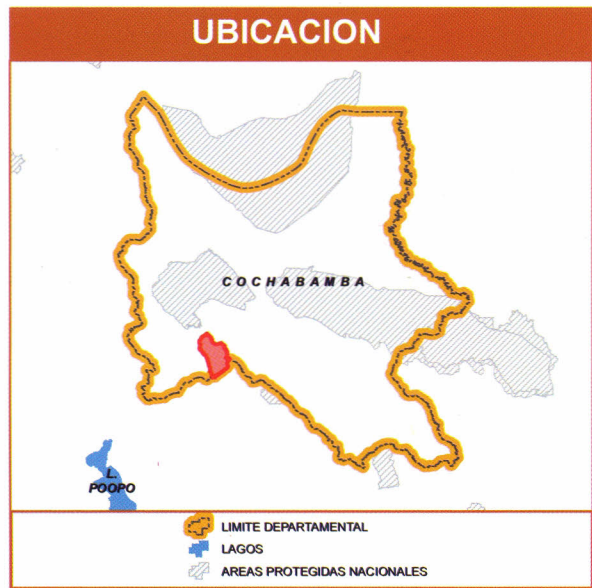 UBICACION
COCHABAMBA
L.
POOPO
LIMITE DEPARTAMENTAL
LAGOS
AREAS PROTEGIDAS NACIONALES